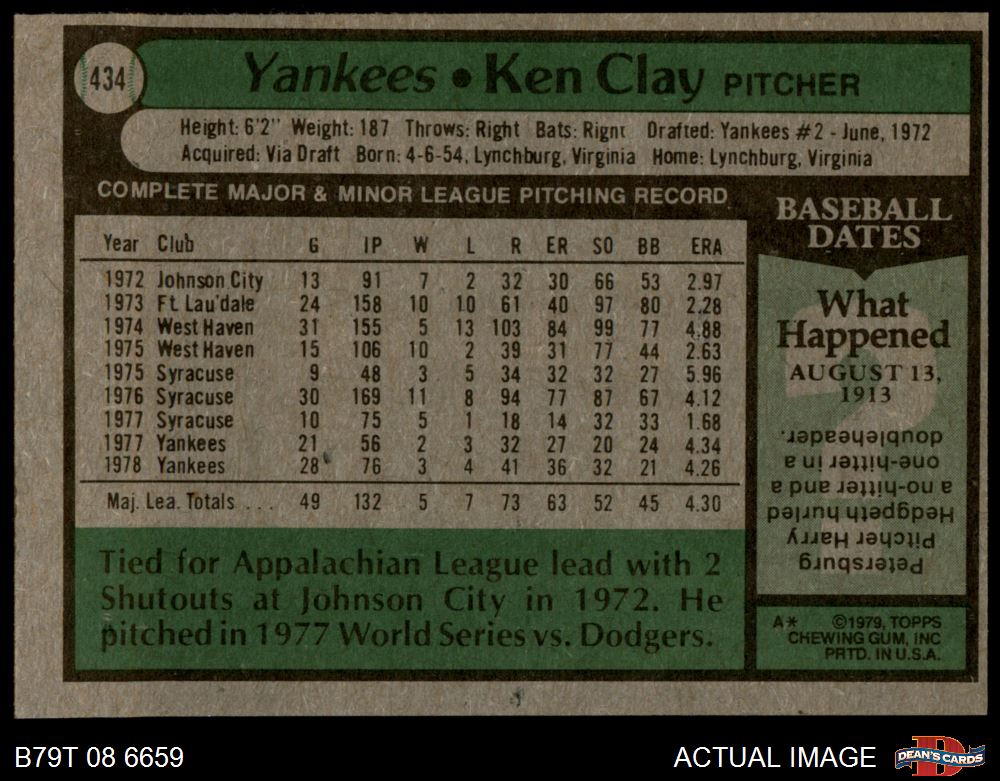 434
Yankees • Ken Clay PITCHER
Height: 6'2" Weight: 187 Throws: Right Bats: Right Drafted: Yankees #2 - June, 1972
Acquired: Via Draft Born: 4-6-54, Lynchburg, Virginia Home: Lynchburg, Virginia
COMPLETE MAJOR & MINOR LEAGUE PITCHING RECORD
Year Club G IP W L R ER SO BB ERA
1972 Johnson City 13 91 7 2 32 30 66 53 2.97
1973 Ft. Lau'dale 24 158 10 10 61 40 97 80 2.28
1974 West Haven 31 155 5 13 103 84 99 77 4.88
1975 West Haven 15 106 10 2 39 31 77 44 2.63
1975 Syracuse 9 48 3 5 34 32 32 27 5.96
1976 Syracuse 30 169 11 8 94 77 87 67 4.12
1977 Syracuse 10 75 5 1 18 14 32 33 1.68
1977 Yankees 21 56 2 3 32 27 20 24 4.34
1978 Yankees 28 76 3 4 41 36 32 21 4.26
Maj. Lea. Totals ... 49 132 5 7 73 63 52 45 4.30
Tied for Appalachian League lead with 2
Shutouts at Johnson City in 1972. He
pitched in 1977 World Series vs. Dodgers.
BASEBALL
DATES
What
Happened
AUGUST 13,
1913
Petersburg
Pitcher Harry
Hedgpeth hurled
a no-hitter and a
one-hitter in a
doubleheader.
A* ©1979, TOPPS
CHEWING GUM, INC
PRTD. IN U.S.A.
B79T 08 6659
ACTUAL IMAGE
D
DEAN'S CARDS